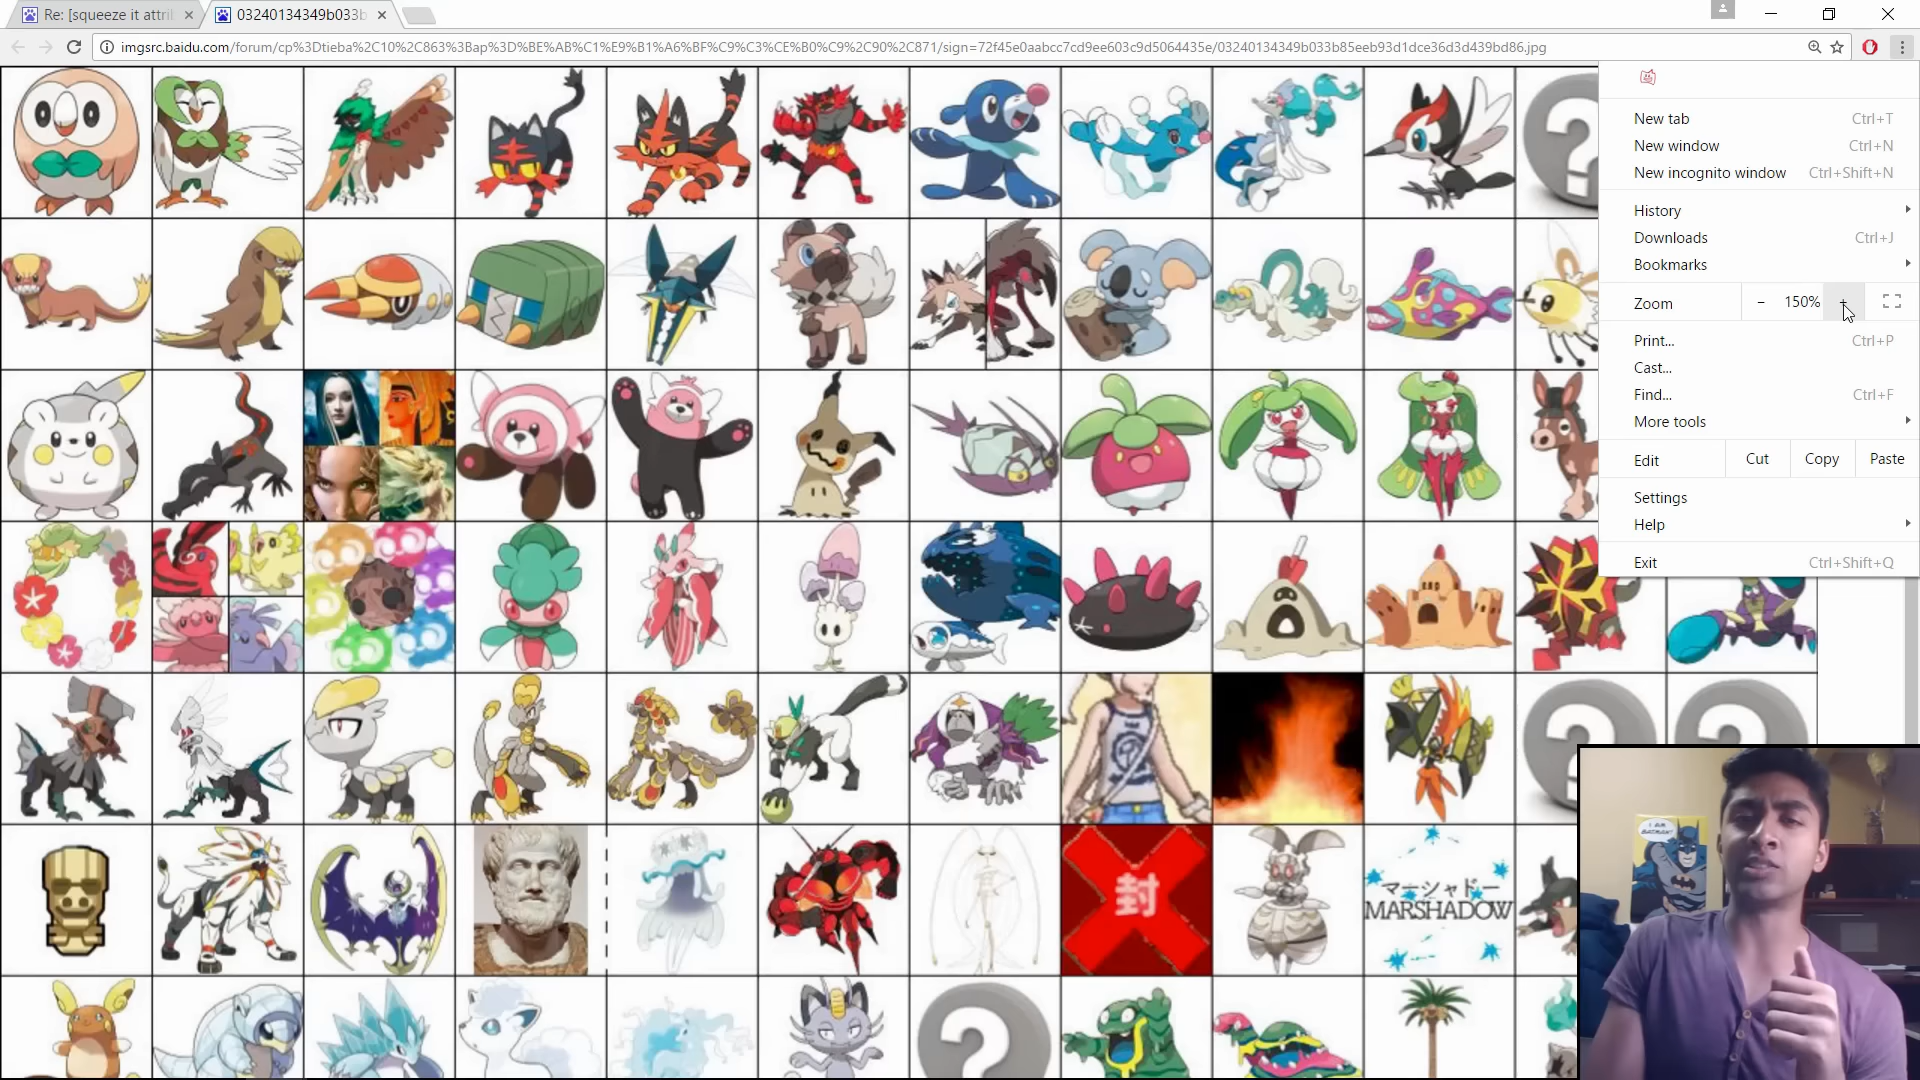 Re: [squeeze it attri
03240134349b033b
imgsrc.baidu.com/forum/cp%3Dtieba%2C10%2C863%3Bap%3D%BE%AB%C1%E9%B1%A6%BF%C9%C3%CE%B0%C9%2C90%2C871/sign=72f45e0aabcc7cd9ee603c9d5064435e/03240134349b033b85eeb93d1dce36d3d439bd86.jpg
New tab Ctrl+T
New window Ctrl+N
New incognito window Ctrl+Shift+N
History
Downloads Ctrl+J
Bookmarks
Zoom − 150% +
Print... Ctrl+P
Cast...
Find... Ctrl+F
More tools
Edit Cut Copy Paste
Settings
Help
Exit Ctrl+Shift+Q
?
? ?
I AM BATMAN!
封
マーシャドー
MARSHADOW
?